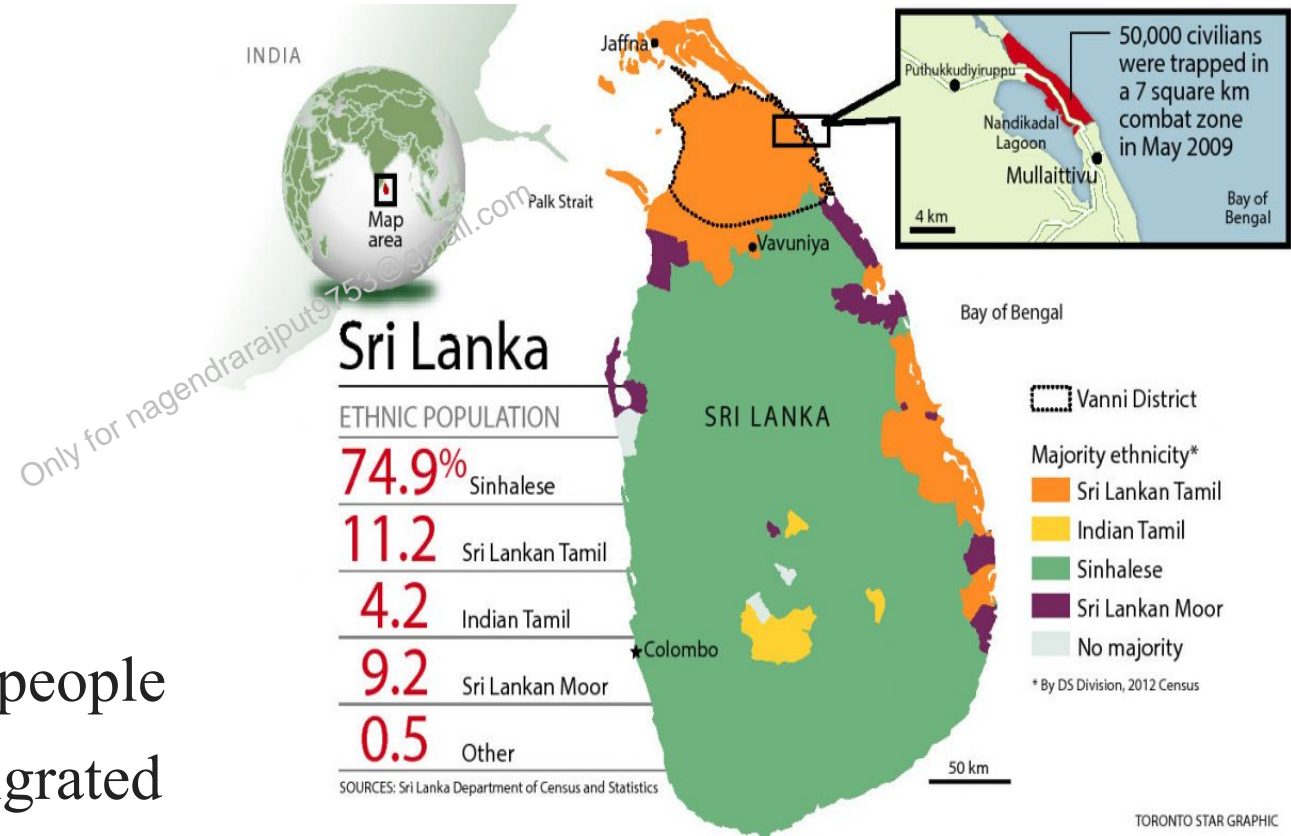 INDIA
Jaffna
Palk Strait
Map
area
Vavuniya
Puthukkudiyiruppu
Nandikadal
Lagoon
Mullaittivu
4 km
Bay of
Bengal
50,000 civilians
were trapped in
a 7 square km
combat zone
in May 2009
Only for nagendrarajput9753@gmail.com
Sri Lanka
ETHNIC POPULATION
74.9% Sinhalese
11.2 Sri Lankan Tamil
4.2 Indian Tamil
9.2 Sri Lankan Moor
0.5 Other
SOURCES: Sri Lanka Department of Census and Statistics
SRI LANKA
Colombo
Bay of Bengal
Vanni District
Majority ethnicity*
Sri Lankan Tamil
Indian Tamil
Sinhalese
Sri Lankan Moor
No majority
* By DS Division, 2012 Census
50 km
TORONTO STAR GRAPHIC
people
grated